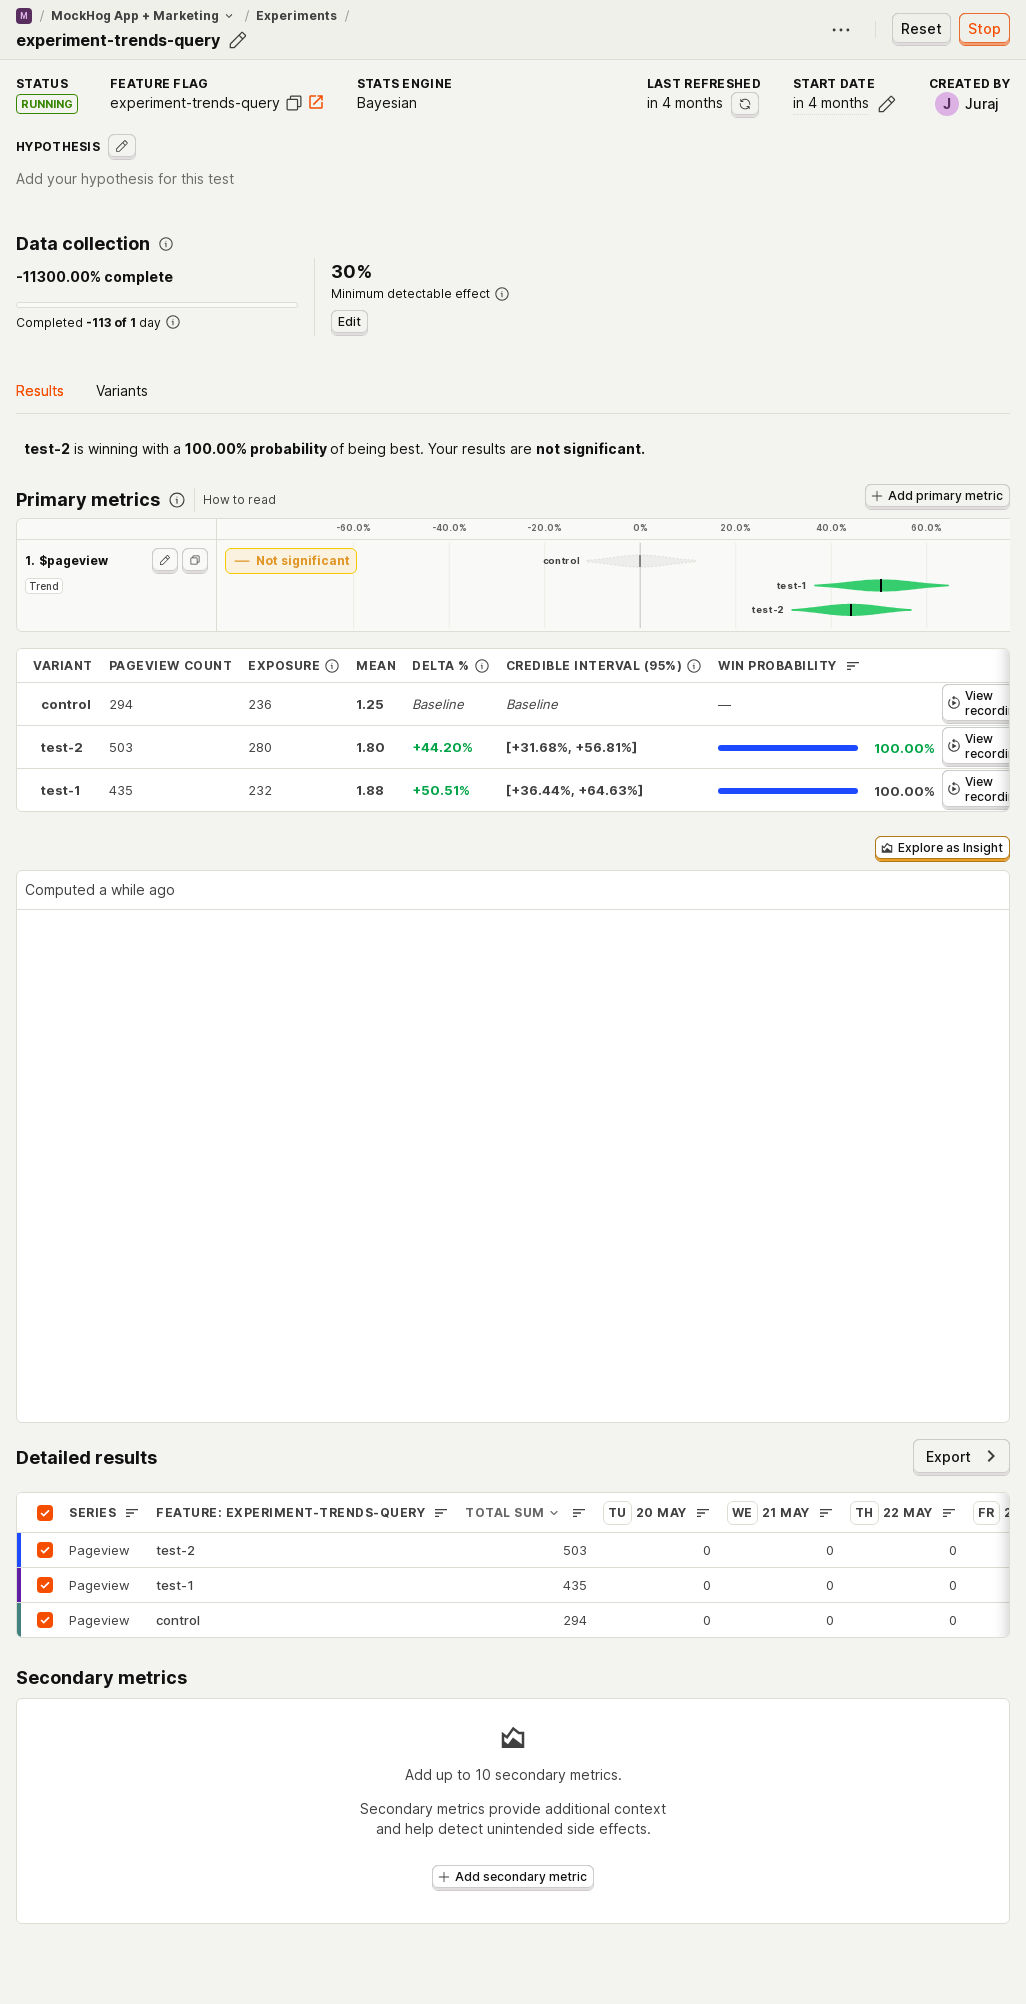 M / MockHog App + Marketing / Experiments /
experiment-trends-query
Reset
Stop
STATUS
RUNNING
FEATURE FLAG
experiment-trends-query
STATS ENGINE
Bayesian
LAST REFRESHED
in 4 months
START DATE
in 4 months
CREATED BY
J Juraj
HYPOTHESIS
Add your hypothesis for this test
Data collection
-11300.00% complete
Completed -113 of 1 day
30%
Minimum detectable effect
Edit
Results Variants
test-2 is winning with a 100.00% probability of being best. Your results are not significant.
Primary metrics How to read
Add primary metric
-60.0% -40.0% -20.0% 0% 20.0% 40.0% 60.0%
1. $pageview
Trend
Not significant
control
test-1
test-2
VARIANT PAGEVIEW COUNT EXPOSURE MEAN DELTA % CREDIBLE INTERVAL (95%) WIN PROBABILITY
control 294 236 1.25 Baseline Baseline — View
test-2 503 280 1.80 +44.20% [+31.68%, +56.81%] 100.00% View
test-1 435 232 1.88 +50.51% [+36.44%, +64.63%] 100.00% View
Explore as Insight
Computed a while ago
Detailed results
Export
SERIES FEATURE: EXPERIMENT-TRENDS-QUERY TOTAL SUM TU 20 MAY WE 21 MAY TH 22 MAY FR
Pageview test-2 503 0 0 0
Pageview test-1 435 0 0 0
Pageview control 294 0 0 0
Secondary metrics
Add up to 10 secondary metrics.
Secondary metrics provide additional context
and help detect unintended side effects.
Add secondary metric